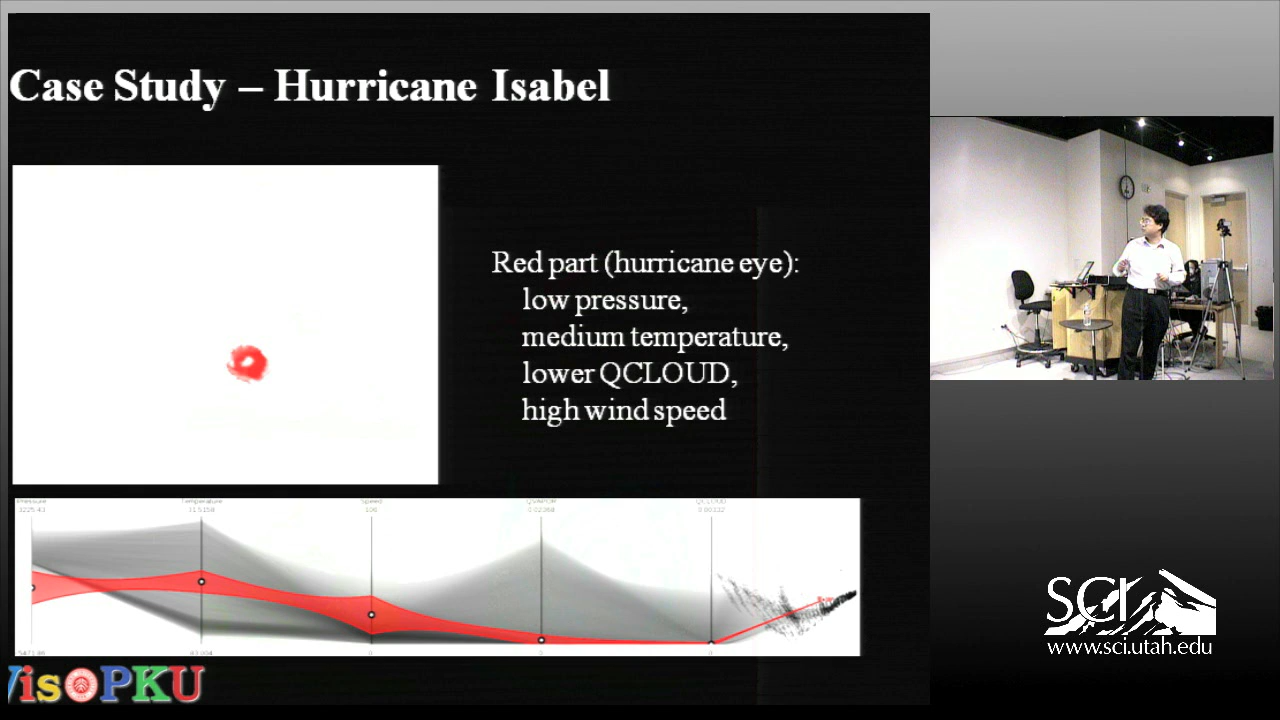 Case Study – Hurricane Isabel
Red part (hurricane eye):
low pressure,
medium temperature,
lower QCLOUD,
high wind speed
Pressure Temperature Speed QVAPOR QCLOUD
3225.43 31.5158 106 0.02368 0.00332
-5471.86 -83.004 0 0 0
VisPKU
SCI
www.sci.utah.edu